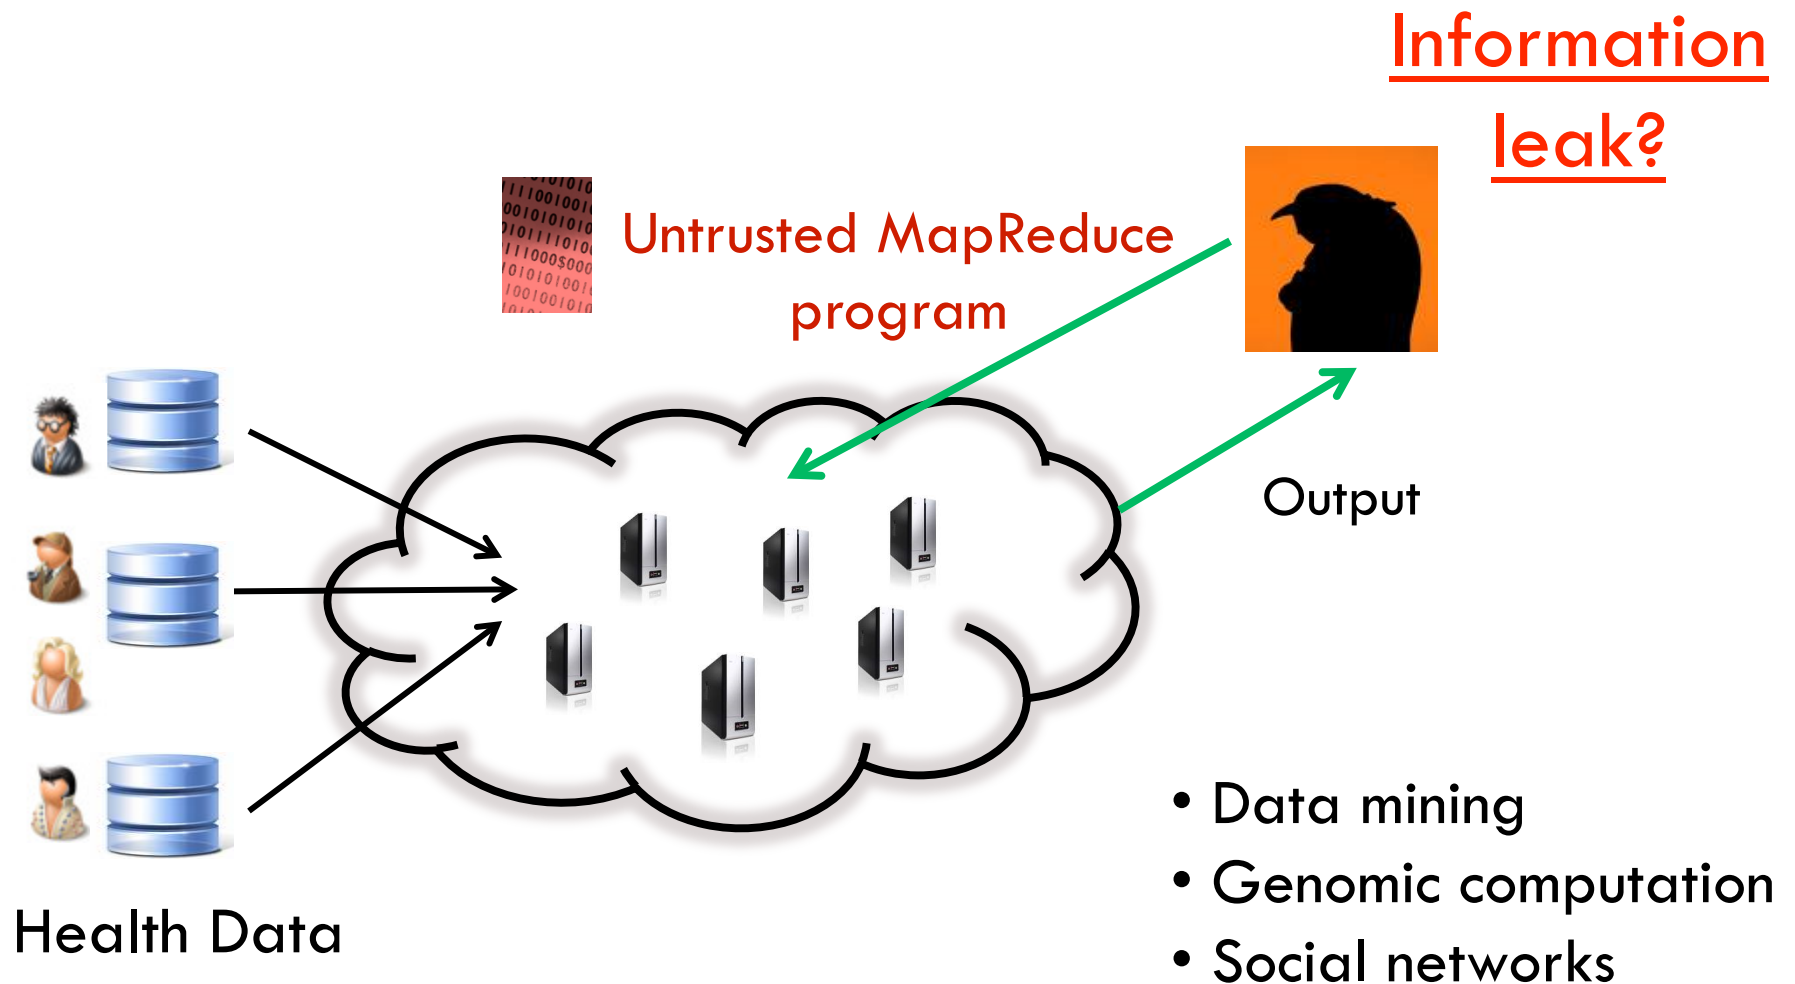 Information
leak?
Untrusted MapReduce
program
Output
Health Data
• Data mining
• Genomic computation
• Social networks